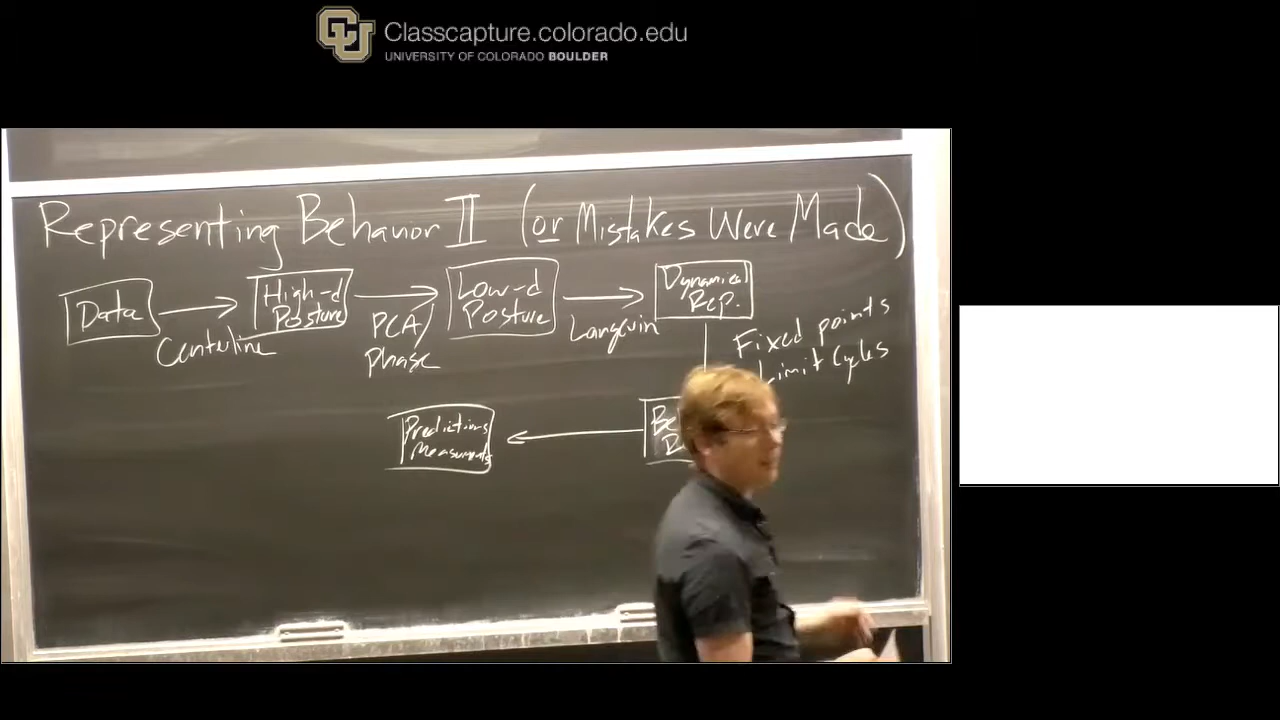 Classcapture.colorado.edu
UNIVERSITY OF COLORADO BOULDER
Representing Behavior II (or Mistakes Were Made)
Data
Centerline
High-d
Posture
PCA/
phase
Low-d
Posture
Langevin
Dynamical
Rep.
Fixed points
Limit Cycles
Predictions
Measurements